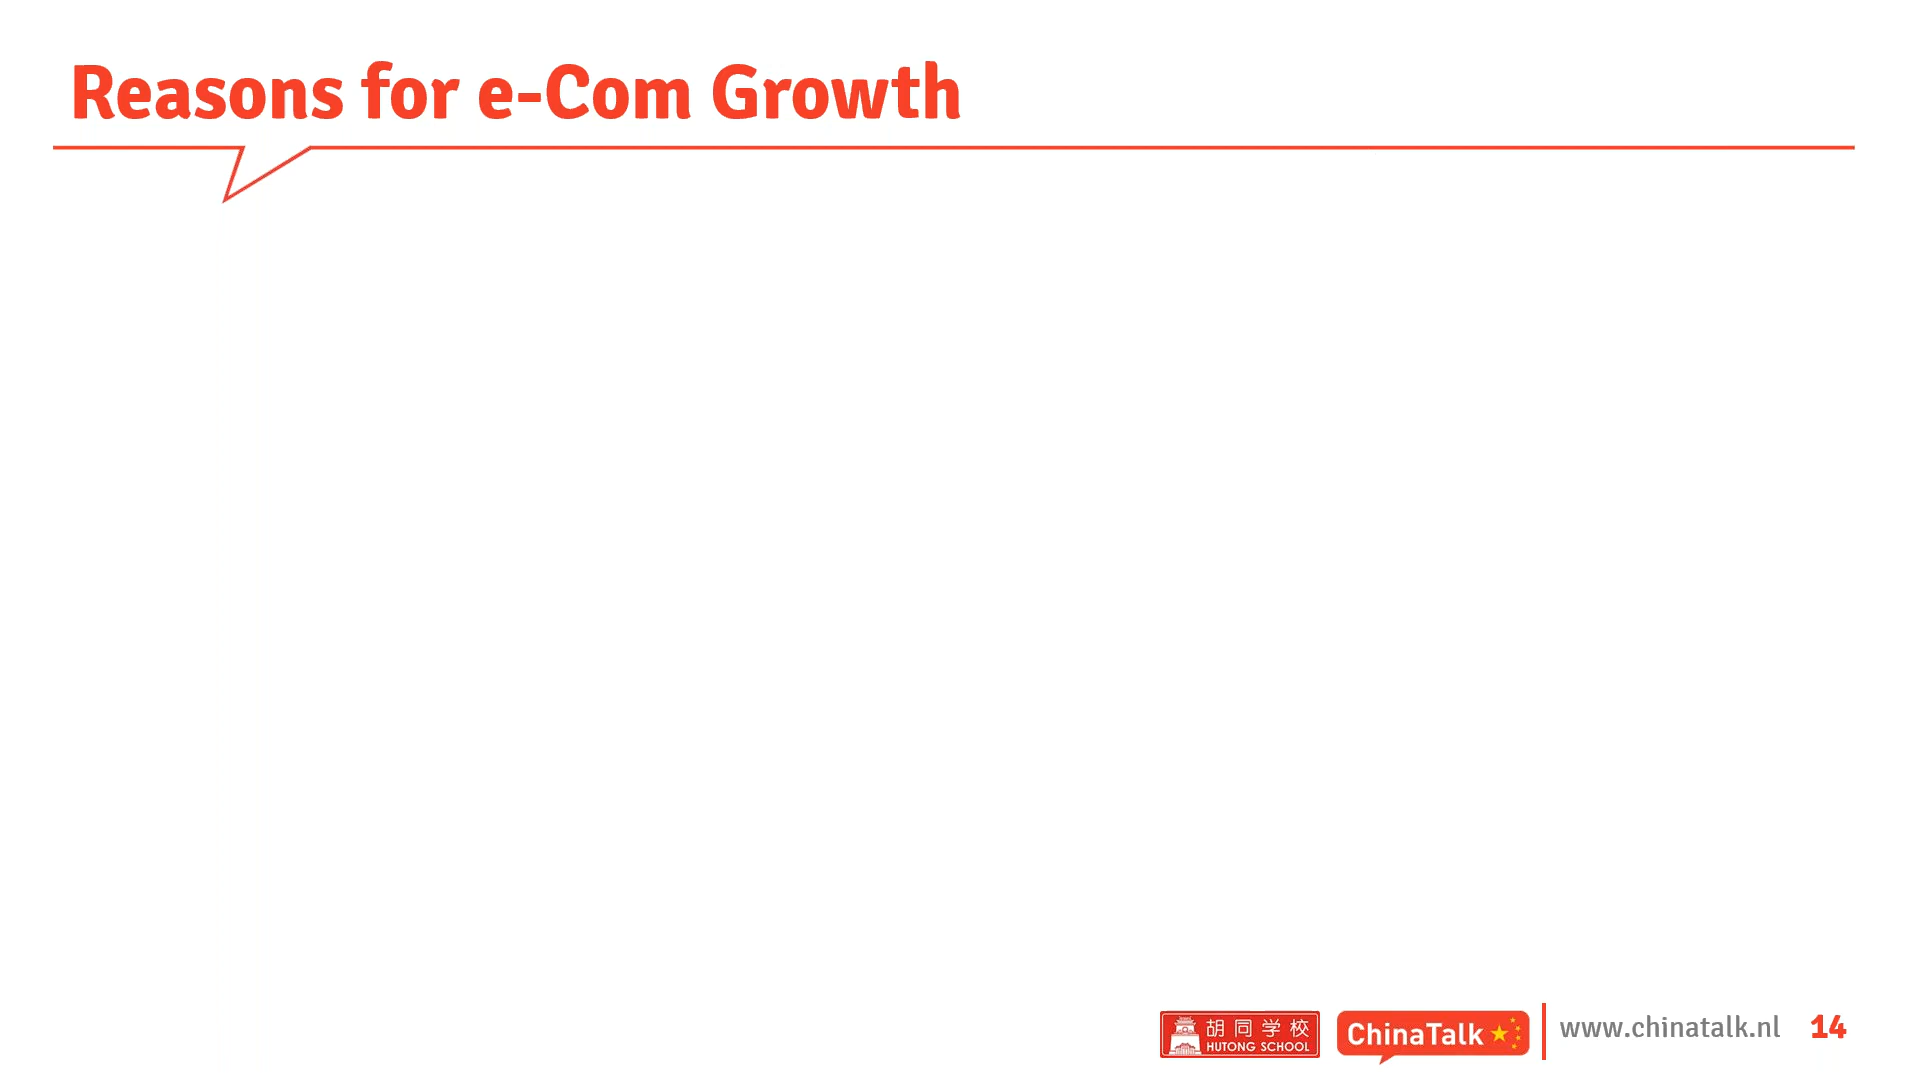 Reasons for e-Com Growth
胡同学校
HUTONG SCHOOL
ChinaTalk
www.chinatalk.nl
14